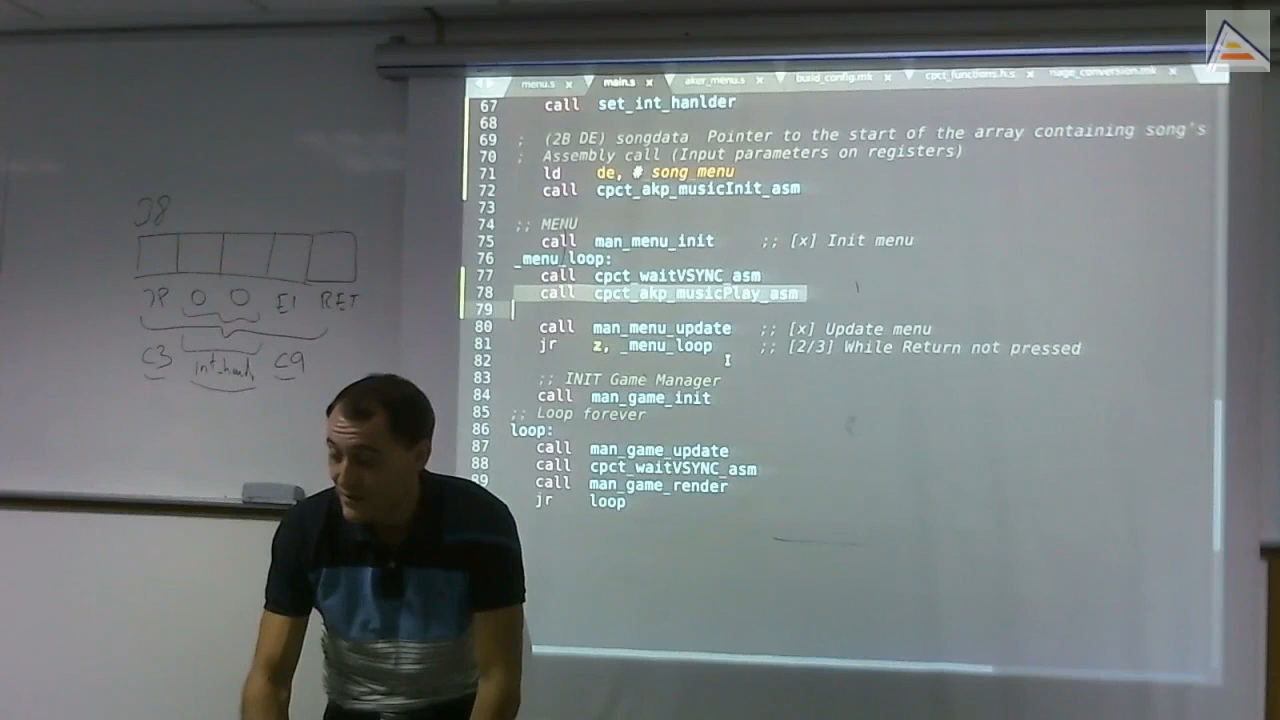 menu.s x main.s x aker_menu.s x build_config.mk x cpct_functions.h.s x image_conversion.mk x
67 call set_int_hanlder
68
69 ; (2B DE) songdata Pointer to the start of the array containing song's
70 ; Assembly call (Input parameters on registers)
71 ld de, # song_menu
72 call cpct_akp_musicInit_asm
73
74 ;; MENU
75 call man_menu_init ;; [x] Init menu
76 _menu_loop:
77 call cpct_waitVSYNC_asm
78 call cpct_akp_musicPlay_asm
79
80 call man_menu_update ;; [x] Update menu
81 jr z, _menu_loop ;; [2/3] While Return not pressed
82
83 ;; INIT Game Manager
84 call man_game_init
85 ;; Loop forever
86 loop:
87 call man_game_update
88 call cpct_waitVSYNC_asm
89 call man_game_render
jr loop
38
JP 0 0 EI RET
C3 int_hand C9